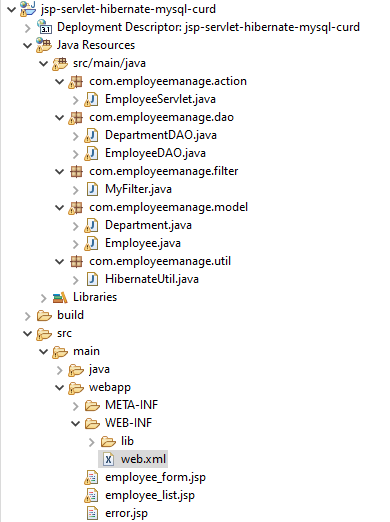 jsp-servlet-hibernate-mysql-curd
Deployment Descriptor: jsp-servlet-hibernate-mysql-curd
Java Resources
src/main/java
com.employeemanage.action
EmployeeServlet.java
com.employeemanage.dao
DepartmentDAO.java
EmployeeDAO.java
com.employeemanage.filter
MyFilter.java
com.employeemanage.model
Department.java
Employee.java
com.employeemanage.util
HibernateUtil.java
Libraries
build
src
main
java
webapp
META-INF
WEB-INF
lib
web.xml
employee_form.jsp
employee_list.jsp
error.jsp